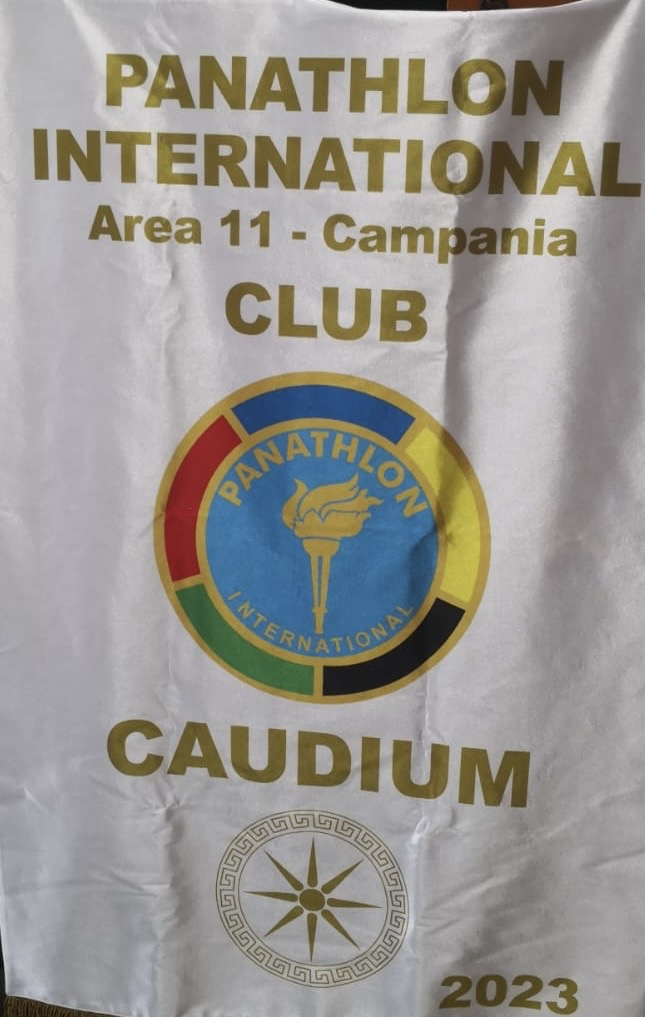 PANATHLON
INTERNATIONAL
Area 11 - Campania
CLUB
PANATHLON
INTERNATIONAL
CAUDIUM
2023